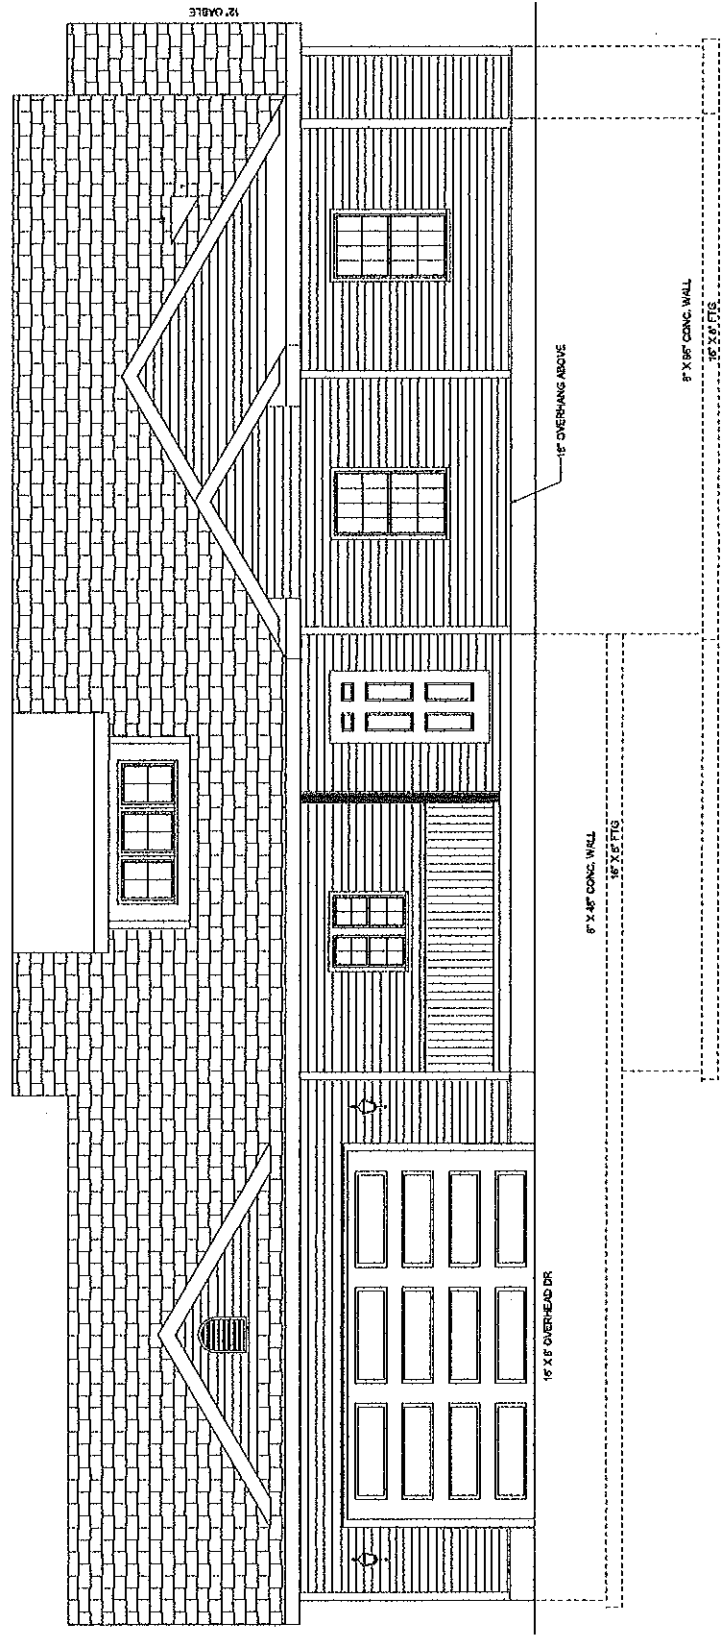 12" GABLE
18" OVERHANG ABOVE
8" X 96" CONC. WALL
16" X 8" FTG
8" X 48" CONC. WALL
16" X 8" FTG
16' X 8' OVERHEAD DR